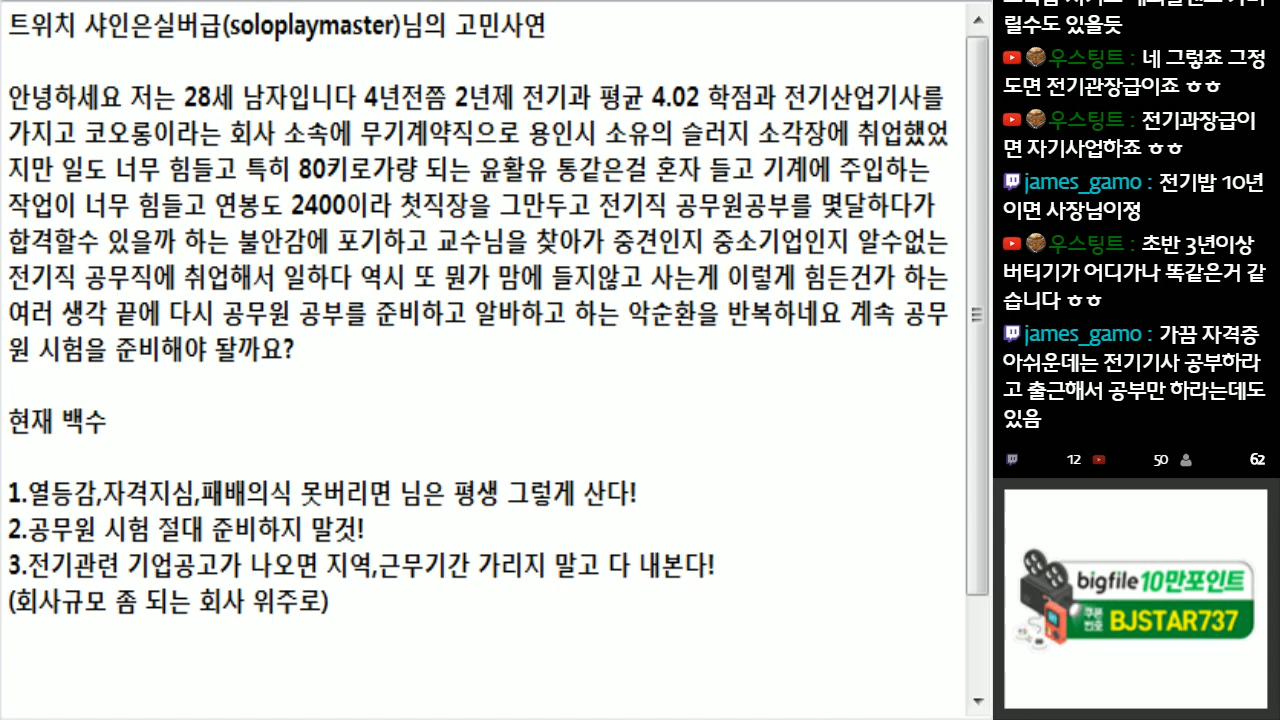 트위치 샤인은실버급(soloplaymaster)님의 고민사연
안녕하세요 저는 28세 남자입니다 4년전쯤 2년제 전기과 평균 4.02 학점과 전기산업기사를
가지고 코오롱이라는 회사 소속에 무기계약직으로 용인시 소유의 슬러지 소각장에 취업했었
지만 일도 너무 힘들고 특히 80키로가량 되는 윤활유 통같은걸 혼자 들고 기계에 주입하는
작업이 너무 힘들고 연봉도 2400이라 첫직장을 그만두고 전기직 공무원공부를 몇달하다가
합격할수 있을까 하는 불안감에 포기하고 교수님을 찾아가 중견인지 중소기업인지 알수없는
전기직 공무직에 취업해서 일하다 역시 또 뭔가 맘에 들지않고 사는게 이렇게 힘든건가 하는
여러 생각 끝에 다시 공무원 공부를 준비하고 알바하고 하는 악순환을 반복하네요 계속 공무
원 시험을 준비해야 돨까요?
현재 백수
1.열등감,자격지심,패배의식 못버리면 님은 평생 그렇게 산다!
2.공무원 시험 절대 준비하지 말것!
3.전기관련 기업공고가 나오면 지역,근무기간 가리지 말고 다 내본다!
(회사규모 좀 되는 회사 위주로)
릴수도 있을듯
우스팅트 : 네 그렇죠 그정
도면 전기관장급이죠 ㅎㅎ
우스팅트 : 전기과장급이
면 자기사업하죠 ㅎㅎ
james_gamo : 전기밥 10년
이면 사장님이졍
우스팅트 : 초반 3년이상
버티기가 어디가나 똑같은거 같
습니다 ㅎㅎ
james_gamo : 가끔 자격증
아쉬운데는 전기기사 공부하라
고 출근해서 공부만 하라는데도
있음
12 50 62
bigfile 10만포인트
쿠폰
번호 BJSTAR737